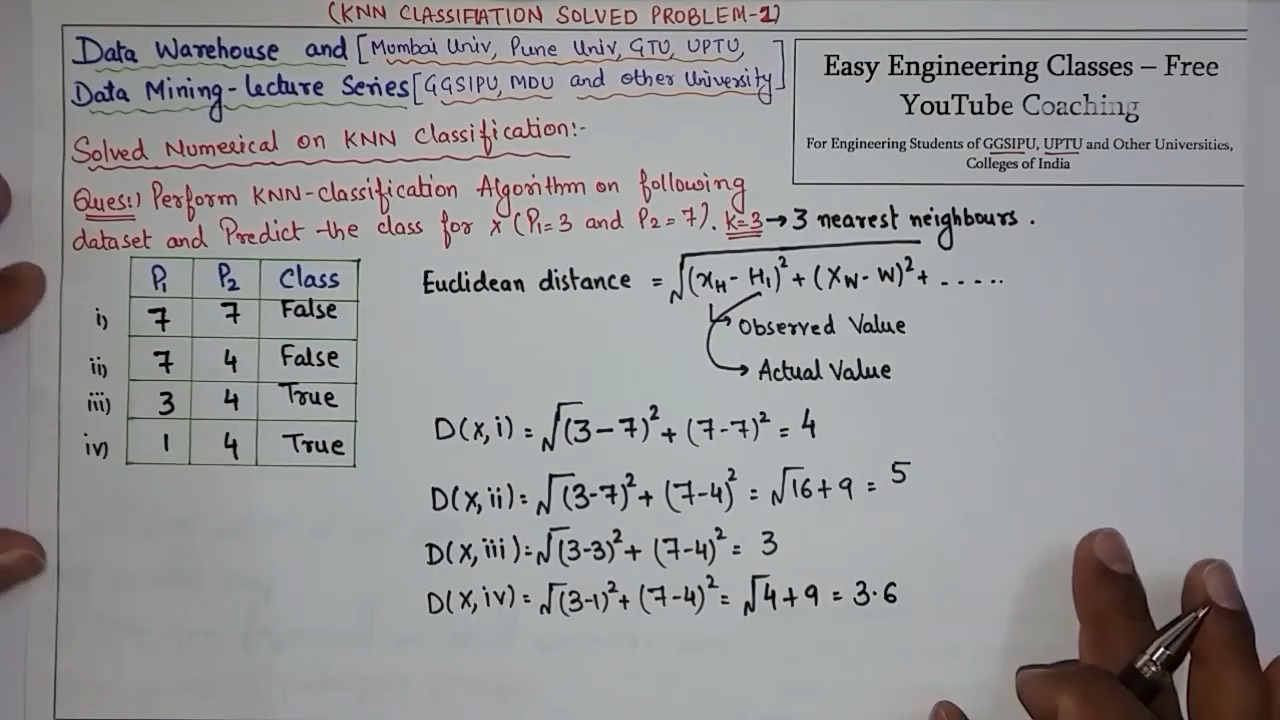 (KNN CLASSIFIATION SOLVED PROBLEM-1)
Data Warehouse and [Mumbai Univ, Pune Univ, GTU, UPTU,
Data Mining-lecture Series [GGSIPU, MDU and other University]
Easy Engineering Classes – Free
YouTube Coaching
For Engineering Students of GGSIPU, UPTU and Other Universities,
Colleges of India
Solved Numerical on KNN Classification:-
Ques:) Perform KNN-classification Algorithm on following
dataset and Predict the class for x (P₁=3 and P₂=7). K=3 → 3 nearest neighbours.
P₁ P₂ Class
i) 7 7 False
ii) 7 4 False
iii) 3 4 True
iv) 1 4 True
Euclidean distance = √(x_H - H₁)² + (x_W - W)² + .....
→ Observed Value
→ Actual Value
D(x, i) = √(3-7)² + (7-7)² = 4
D(x, ii) = √(3-7)² + (7-4)² = √16+9 = 5
D(x, iii) = √(3-3)² + (7-4)² = 3
D(x, iv) = √(3-1)² + (7-4)² = √4+9 = 3.6